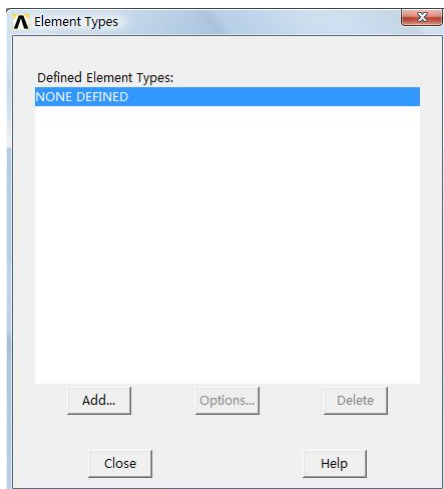 Element Types
Defined Element Types:
NONE DEFINED
Add... Options... Delete
Close Help